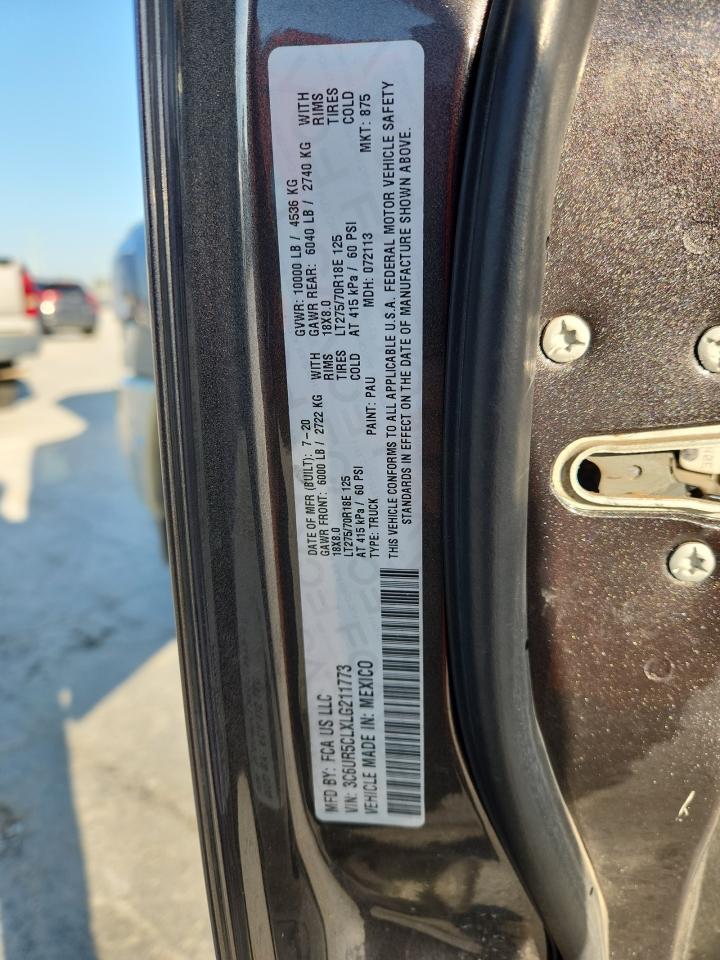 MFD BY: FCA US LLC
VIN: 3C6UR5CLXLG211773
VEHICLE MADE IN: MEXICO
DATE OF MFR (BUILT): 7-20
GAWR FRONT: 6000 LB / 2722 KG WITH
18X8.0 RIMS
LT275/70R18E 125 TIRES
AT 415 kPa / 60 PSI COLD
TYPE: TRUCK PAINT: PAU
GVWR: 10000 LB / 4536 KG
GAWR REAR: 6040 LB / 2740 KG WITH
18X8.0 RIMS
LT275/70R18E 125 TIRES
AT 415 kPa / 60 PSI COLD
MDH: 072113 MKT: 875
THIS VEHICLE CONFORMS TO ALL APPLICABLE U.S.A. FEDERAL MOTOR VEHICLE SAFETY
STANDARDS IN EFFECT ON THE DATE OF MANUFACTURE SHOWN ABOVE.